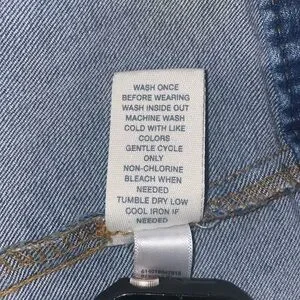 WASH ONCE
BEFORE WEARING
WASH INSIDE OUT
MACHINE WASH
COLD WITH LIKE
COLORS
GENTLE CYCLE
ONLY
NON-CHLORINE
BLEACH WHEN
NEEDED
TUMBLE DRY LOW
COOL IRON IF
NEEDED